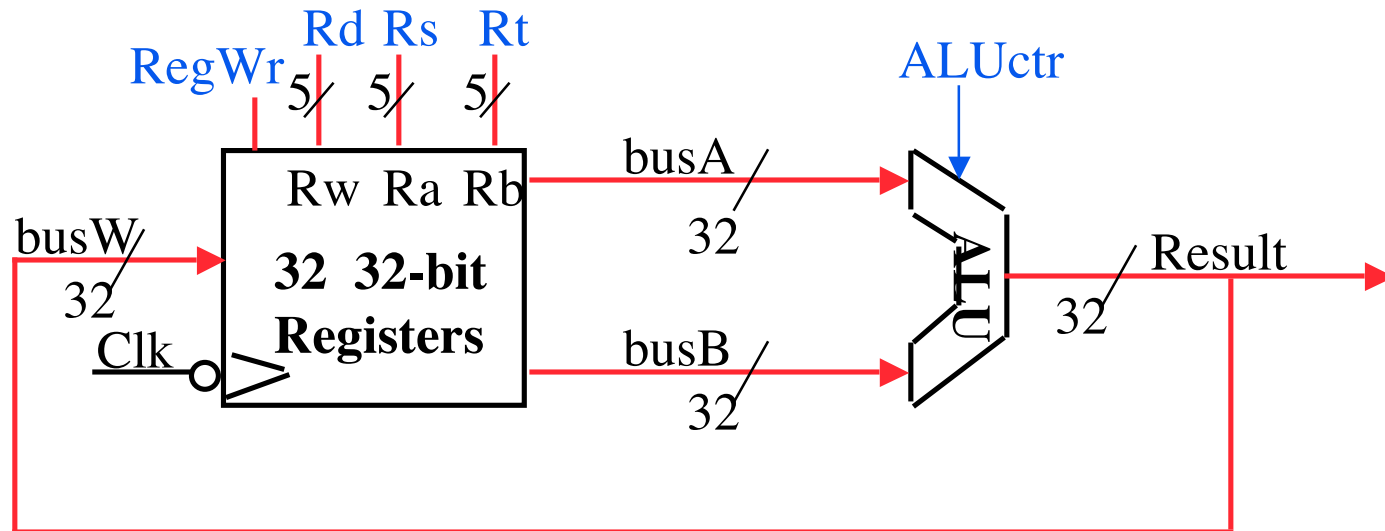 Rd Rs Rt
RegWr ALUctr
5 5 5
busA
Rw Ra Rb
32
busW
32 32-bit
ALU
Result
32
32
Registers
Clk
busB
32